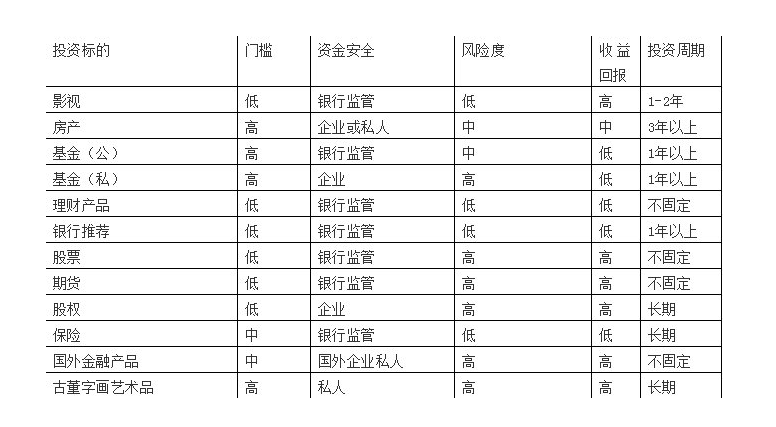 投资标的 门槛 资金安全 风险度 收益回报 投资周期
影视 低 银行监管 低 高 1-2年
房产 高 企业或私人 中 中 3年以上
基金（公） 高 银行监管 中 低 1年以上
基金（私） 高 企业 高 低 1年以上
理财产品 低 银行监管 低 低 不固定
银行推荐 低 银行监管 低 低 1年以上
股票 低 银行监管 高 高 不固定
期货 低 银行监管 高 高 不固定
股权 低 企业 高 高 长期
保险 中 银行监管 低 低 长期
国外金融产品 中 国外企业私人 高 高 不固定
古董字画艺术品 高 私人 高 高 长期